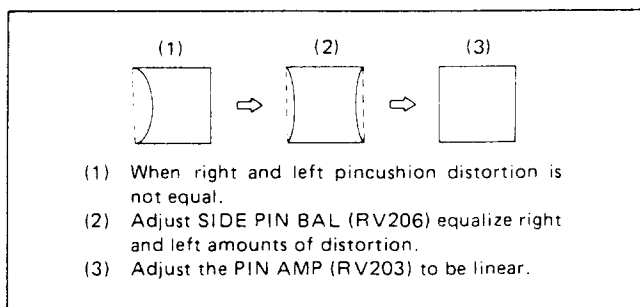 (1) (2) (3)
(1) When right and left pincushion distortion is
not equal.
(2) Adjust SIDE PIN BAL (RV206) equalize right
and left amounts of distortion.
(3) Adjust the PIN AMP (RV203) to be linear.